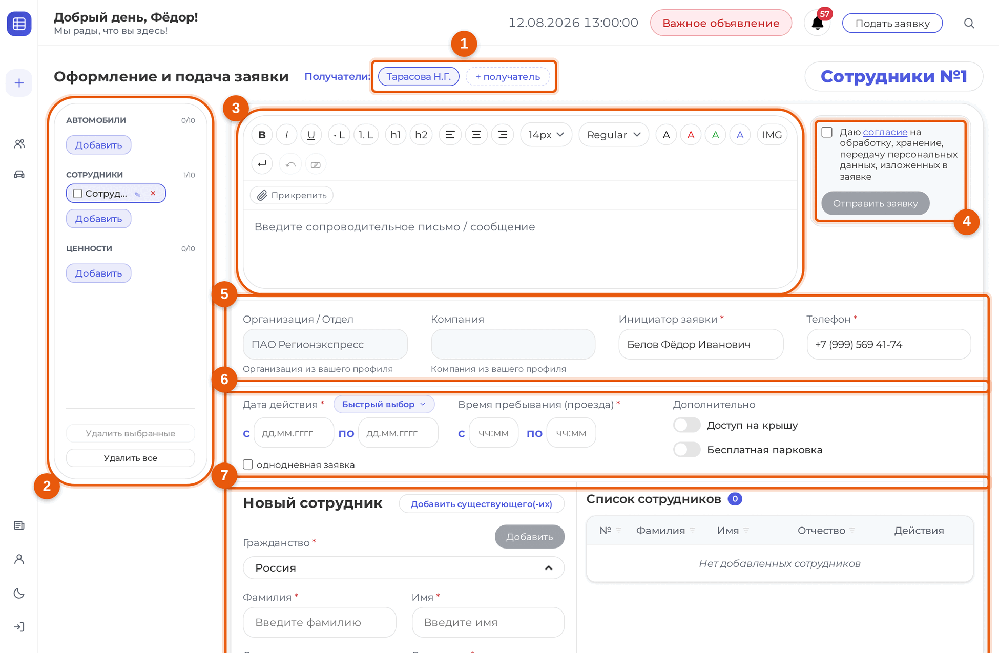 Добрый день, Фёдор!
Мы рады, что вы здесь!
12.08.2026 13:00:00
Важное объявление
57
Подать заявку
1
Оформление и подача заявки
Получатели:
Тарасова Н.Г.
+ получатель
Сотрудники №1
АВТОМОБИЛИ 0/10
Добавить
СОТРУДНИКИ 1/10
Сотруд...
Добавить
ЦЕННОСТИ 0/10
Добавить
Удалить выбранные
Удалить все
2
3
B I U · L 1. L h1 h2 14px Regular A A A A IMG
Прикрепить
Введите сопроводительное письмо / сообщение
Даю согласие на
обработку, хранение,
передачу персональных
данных, изложенных в
заявке
Отправить заявку
4
5
Организация / Отдел
ПАО Регионэкспресс
Организация из вашего профиля
Компания
Компания из вашего профиля
Инициатор заявки *
Белов Фёдор Иванович
Телефон *
+7 (999) 569 41-74
6
Дата действия *
Быстрый выбор
с дд.мм.гггг по дд.мм.гггг
однодневная заявка
Время пребывания (проезда) *
с чч:мм по чч:мм
Дополнительно
Доступ на крышу
Бесплатная парковка
7
Новый сотрудник
Добавить существующего(-их)
Добавить
Гражданство *
Россия
Фамилия *
Введите фамилию
Имя *
Введите имя
Список сотрудников 0
№ Фамилия Имя Отчество Действия
Нет добавленных сотрудников